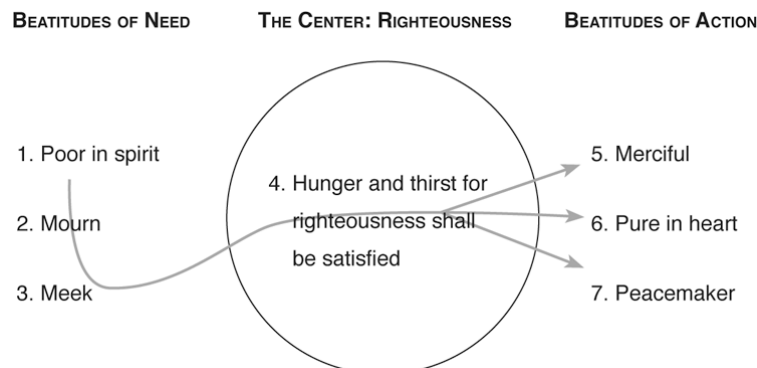 BEATITUDES OF NEED
THE CENTER: RIGHTEOUSNESS
BEATITUDES OF ACTION
1. Poor in spirit
2. Mourn
3. Meek
4. Hunger and thirst for
righteousness shall
be satisfied
5. Merciful
6. Pure in heart
7. Peacemaker